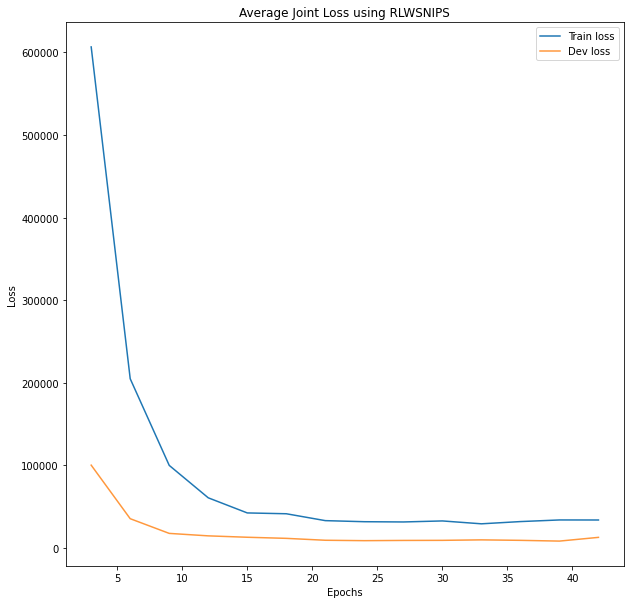 Average Joint Loss using RLWSNIPS
Train loss
Dev loss
600000
500000
400000
300000
200000
100000
0
Loss
5 10 15 20 25 30 35 40
Epochs